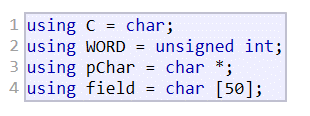 1 using C = char;
2 using WORD = unsigned int;
3 using pChar = char *;
4 using field = char [50];